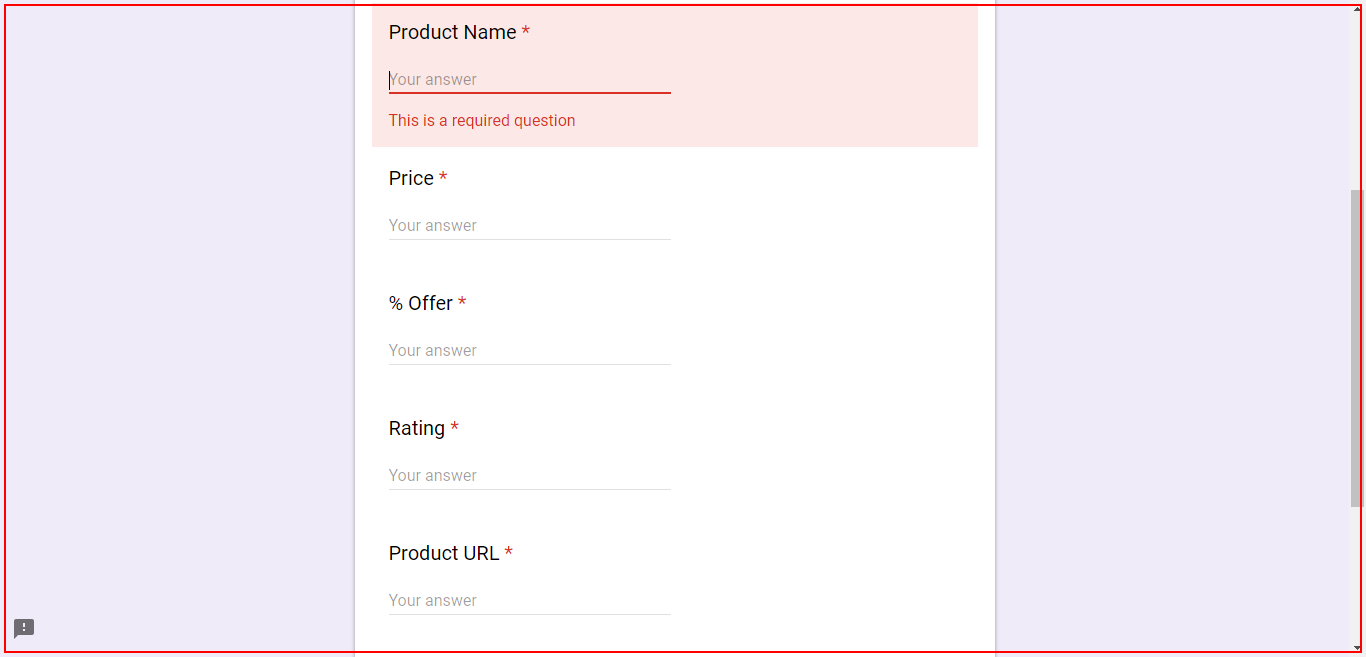 Product Name *
Your answer
This is a required question
Price *
Your answer
% Offer *
Your answer
Rating *
Your answer
Product URL *
Your answer